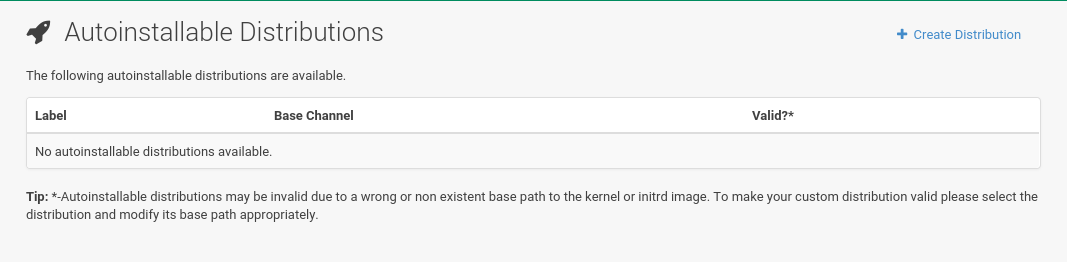 Autoinstallable Distributions
+ Create Distribution
The following autoinstallable distributions are available.
Label Base Channel Valid?*
No autoinstallable distributions available.
Tip: *-Autoinstallable distributions may be invalid due to a wrong or non existent base path to the kernel or initrd image. To make your custom distribution valid please select the
distribution and modify its base path appropriately.